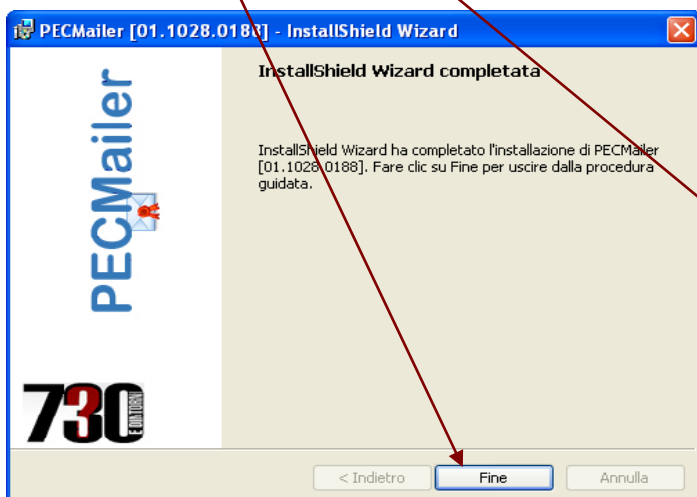 PECMailer [01.1028.0188] - InstallShield Wizard
PECMailer
InstallShield Wizard completata
InstallShield Wizard ha completato l'installazione di PECMailer
[01.1028.0188]. Fare clic su Fine per uscire dalla procedura
guidata.
730
E DINTORNI
< Indietro
Fine
Annulla